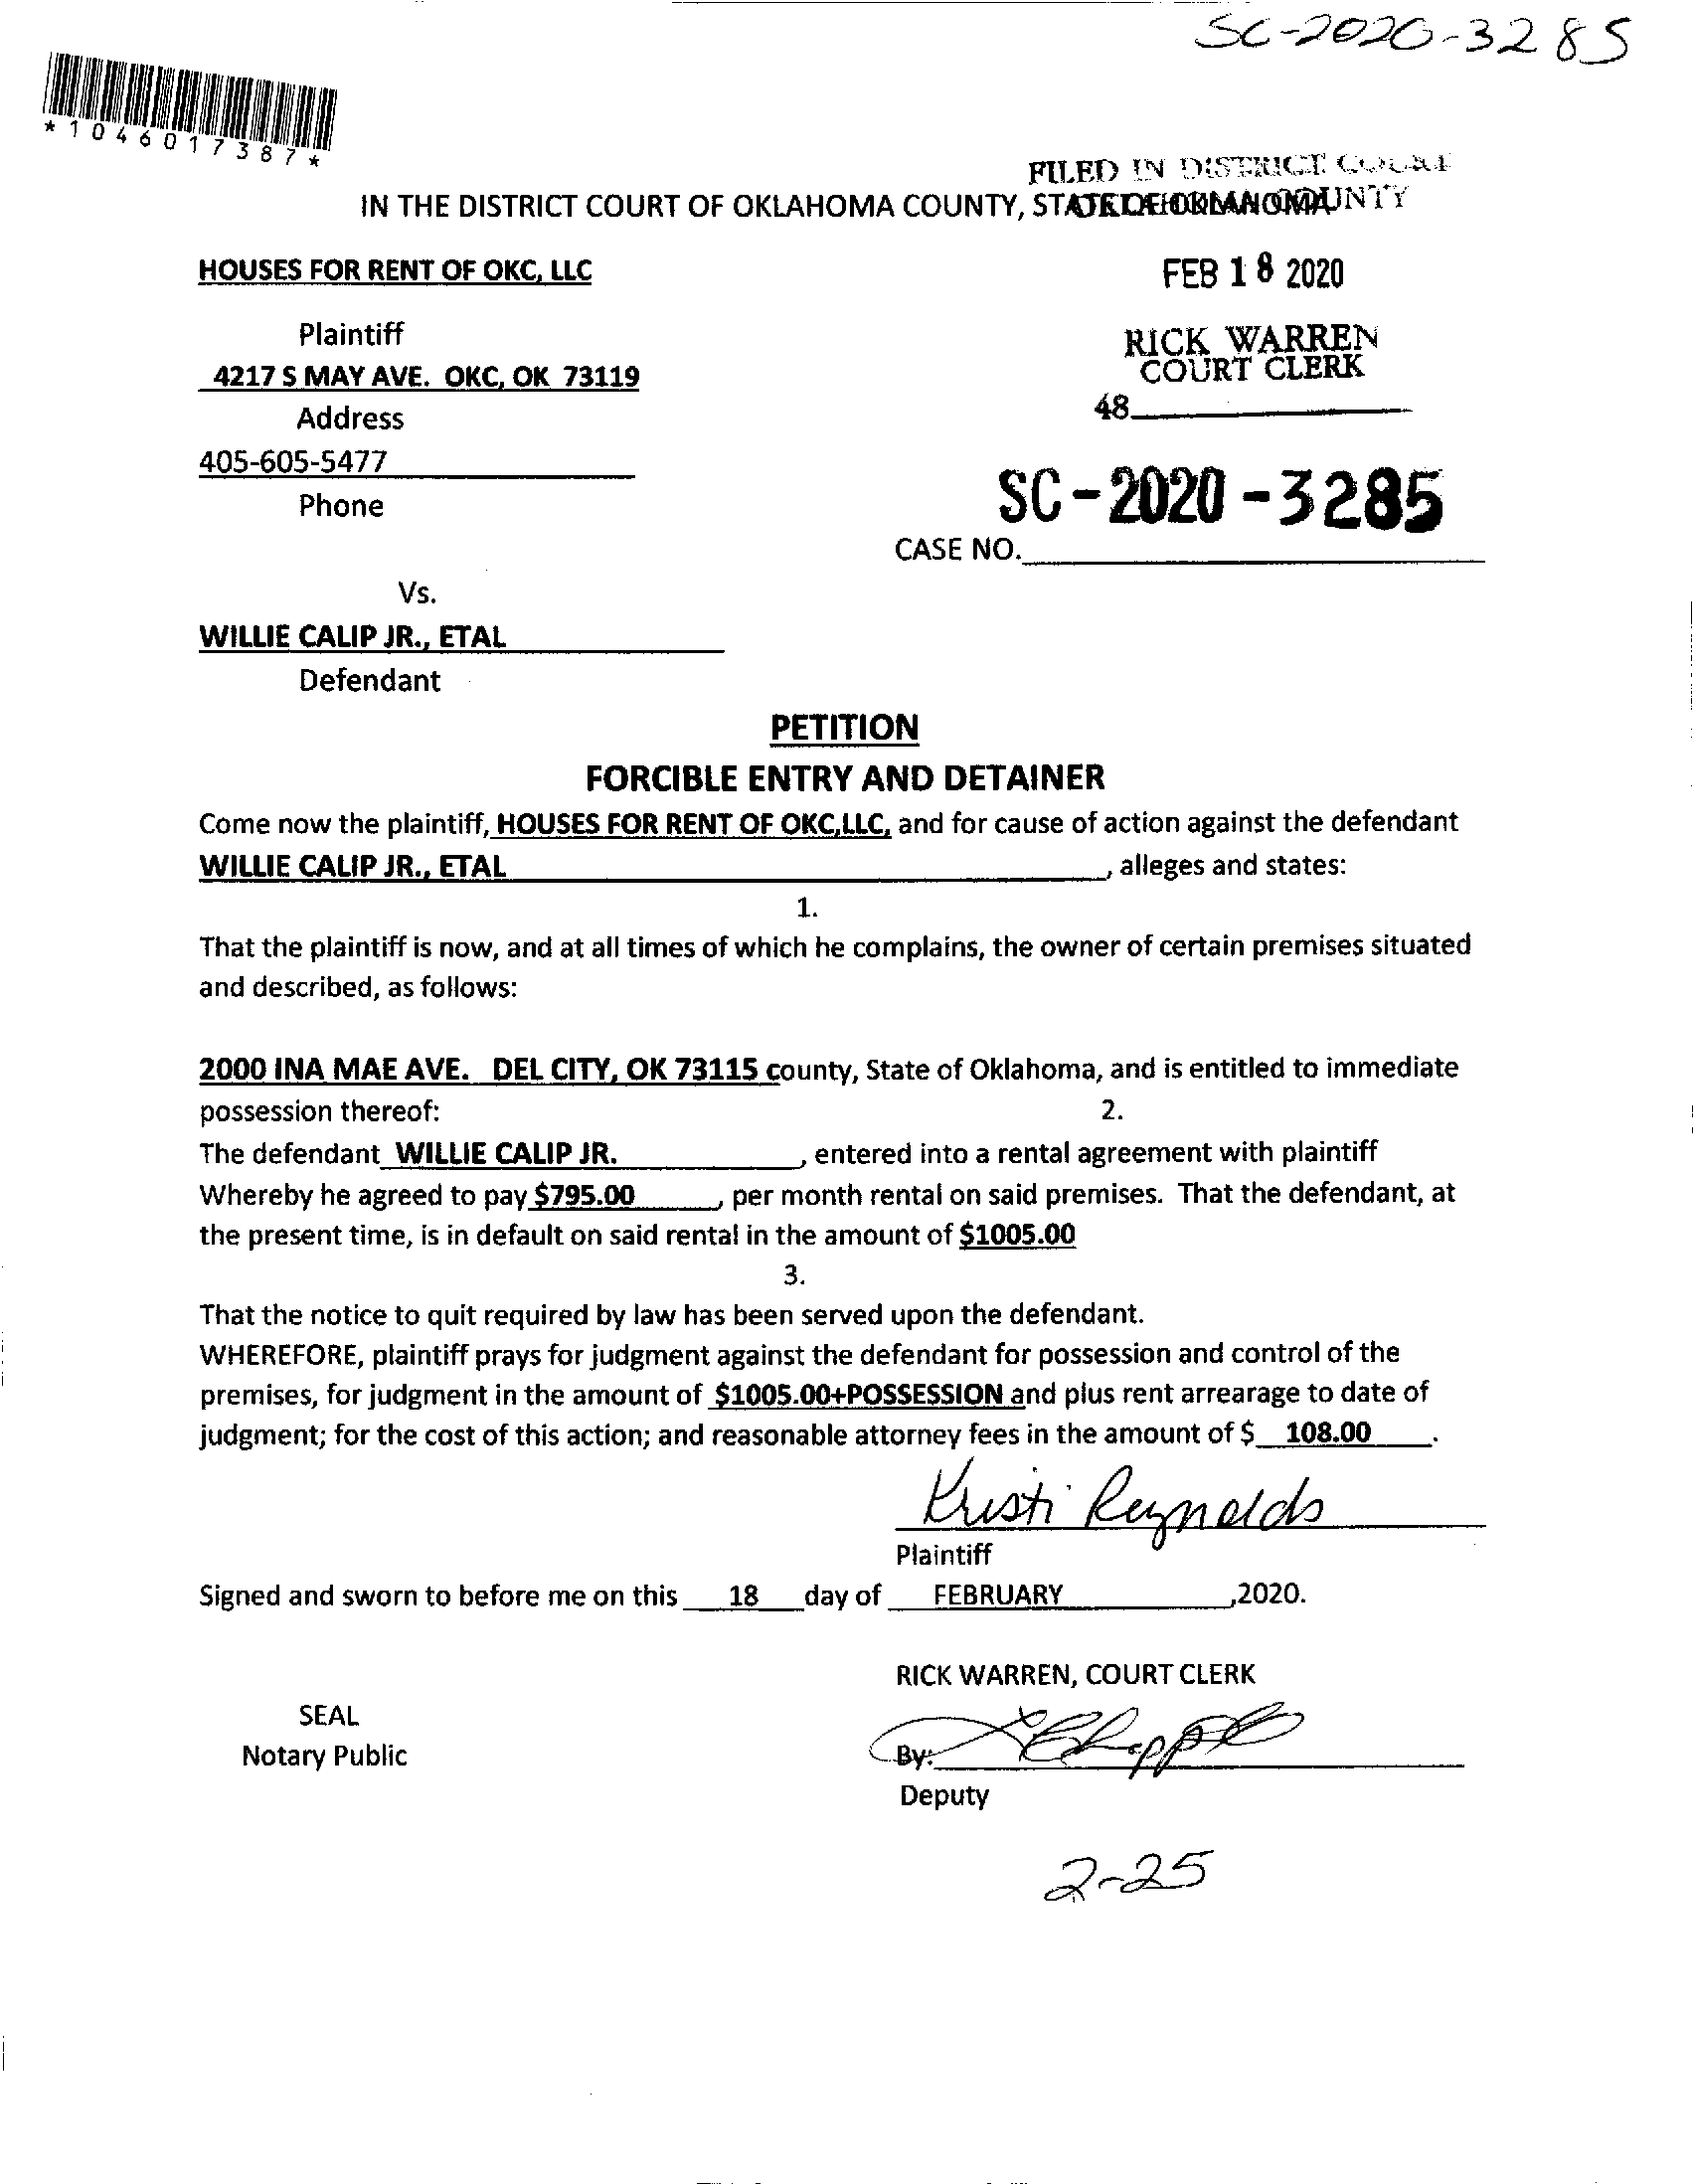 SC-2020-3285
*1046017387*
FILED IN DISTRICT COURT
IN THE DISTRICT COURT OF OKLAHOMA COUNTY, STATE OF OKLAHOMA
OKLAHOMA COUNTY
HOUSES FOR RENT OF OKC, LLC
FEB 18 2020
Plaintiff
RICK WARREN
COURT CLERK
4217 S MAY AVE. OKC, OK 73119
Address
48
405-605-5477
Phone
SC-2020-3285
CASE NO.
Vs.
WILLIE CALIP JR., ETAL
Defendant
PETITION
FORCIBLE ENTRY AND DETAINER
Come now the plaintiff, HOUSES FOR RENT OF OKC,LLC, and for cause of action against the defendant
WILLIE CALIP JR., ETAL, alleges and states:
1.
That the plaintiff is now, and at all times of which he complains, the owner of certain premises situated
and described, as follows:
2000 INA MAE AVE. DEL CITY, OK 73115 county, State of Oklahoma, and is entitled to immediate
possession thereof: 2.
The defendant WILLIE CALIP JR., entered into a rental agreement with plaintiff
Whereby he agreed to pay $795.00, per month rental on said premises. That the defendant, at
the present time, is in default on said rental in the amount of $1005.00
3.
That the notice to quit required by law has been served upon the defendant.
WHEREFORE, plaintiff prays for judgment against the defendant for possession and control of the
premises, for judgment in the amount of $1005.00+POSSESSION and plus rent arrearage to date of
judgment; for the cost of this action; and reasonable attorney fees in the amount of $ 108.00.
Kristi Reynolds
Plaintiff
Signed and sworn to before me on this 18 day of FEBRUARY,2020.
RICK WARREN, COURT CLERK
SEAL
Notary Public
By:
Deputy
2-25